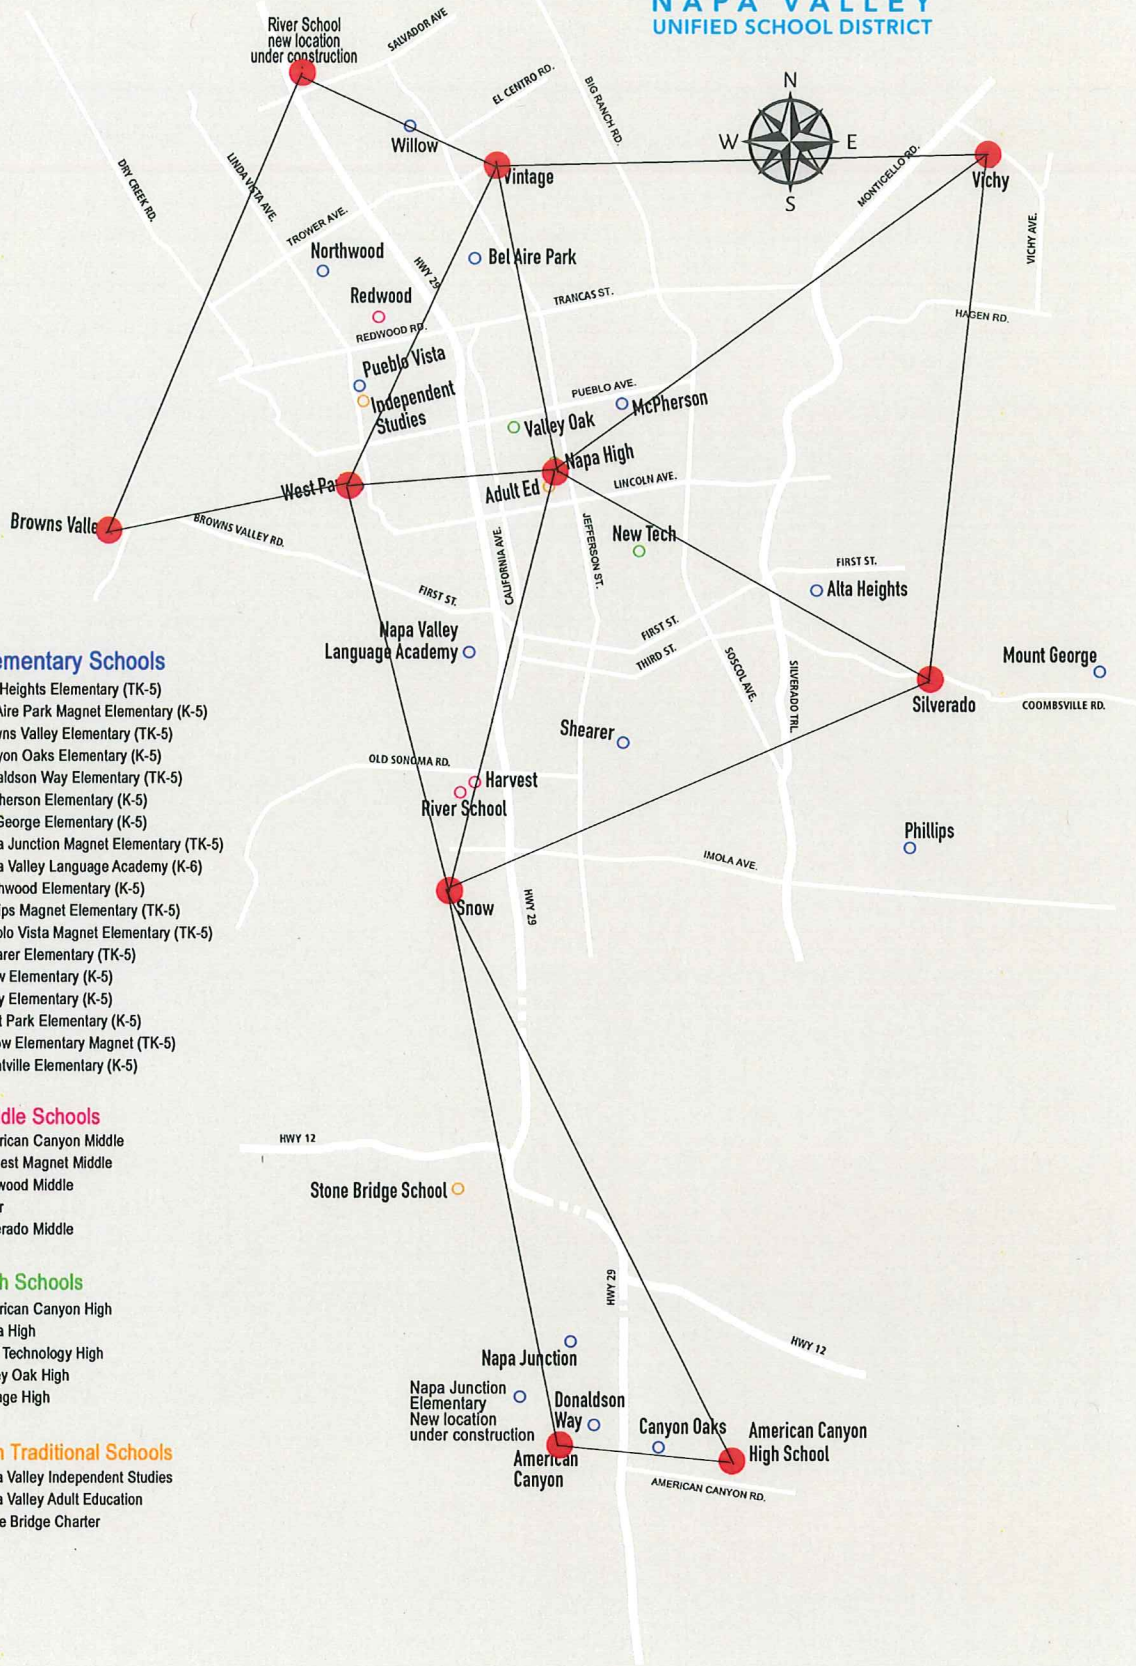 NAPA VALLEY
UNIFIED SCHOOL DISTRICT
River School
new location
under construction
SALVADOR AVE
EL CENTRO RD.
BIG RANCH RD.
N
W
E
S
Willow
Vintage
Vichy
MONTICELLO RD.
VICHY AVE.
DRY CREEK RD.
LINDA VISTA AVE.
TROWER AVE.
Northwood
HWY 29
Bel Aire Park
Redwood
REDWOOD RD.
TRANCAS ST.
HAGEN RD.
Pueblo Vista
Independent
Studies
PUEBLO AVE.
McPherson
Valley Oak
Napa High
West Pa
Adult Ed
LINCOLN AVE.
Browns Valle
BROWNS VALLEY RD.
CALIFORNIA AVE.
JEFFERSON ST.
New Tech
FIRST ST.
Alta Heights
FIRST ST.
Napa Valley
Language Academy
FIRST ST.
THIRD ST.
SOSCOL AVE.
SILVERADO TRL.
Mount George
Silverado
COOMBSVILLE RD.
Shearer
OLD SONOMA RD.
Harvest
River School
Phillips
IMOLA AVE.
Snow
HWY 29
ementary Schools
Heights Elementary (TK-5)
Aire Park Magnet Elementary (K-5)
wns Valley Elementary (TK-5)
yon Oaks Elementary (K-5)
aldson Way Elementary (TK-5)
herson Elementary (K-5)
George Elementary (K-5)
a Junction Magnet Elementary (TK-5)
a Valley Language Academy (K-6)
hwood Elementary (K-5)
ips Magnet Elementary (TK-5)
blo Vista Magnet Elementary (TK-5)
arer Elementary (TK-5)
w Elementary (K-5)
y Elementary (K-5)
t Park Elementary (K-5)
ow Elementary Magnet (TK-5)
ntville Elementary (K-5)
dle Schools
rican Canyon Middle
est Magnet Middle
wood Middle
r
erado Middle
h Schools
rican Canyon High
a High
Technology High
ey Oak High
age High
n Traditional Schools
a Valley Independent Studies
a Valley Adult Education
e Bridge Charter
HWY 12
Stone Bridge School
HWY 29
HWY 12
Napa Junction
Napa Junction
Elementary
New location
under construction
Donaldson
Way
Canyon Oaks
American Canyon
High School
American
Canyon
AMERICAN CANYON RD.